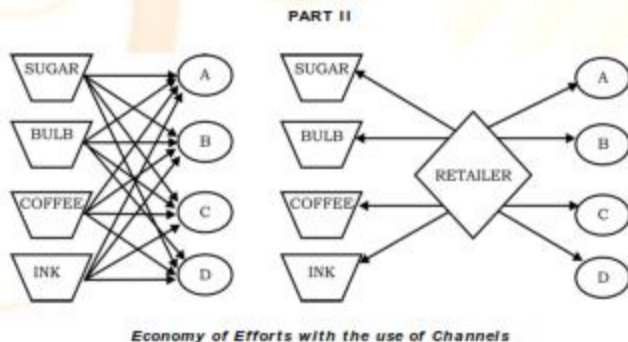 PART II
SUGAR
A
BULB
B
COFFEE
C
INK
D
SUGAR
A
BULB
B
RETAILER
COFFEE
C
INK
D
Economy of Efforts with the use of Channels